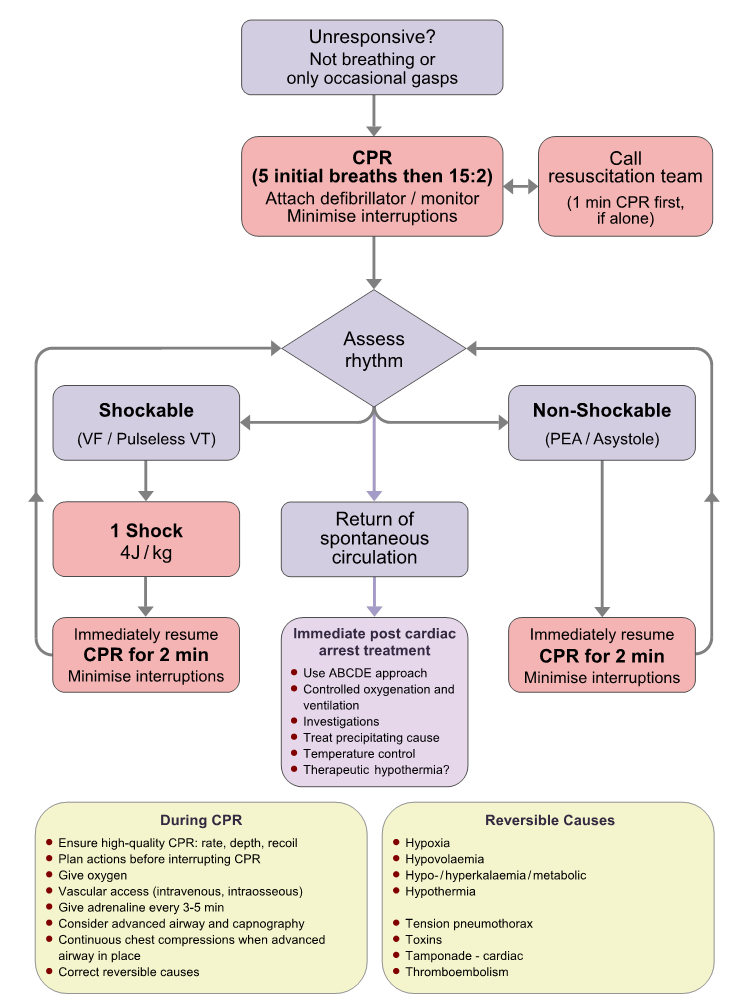 Unresponsive?
Not breathing or
only occasional gasps
CPR
(5 initial breaths then 15:2)
Attach defibrillator / monitor
Minimise interruptions
Call
resuscitation team
(1 min CPR first,
if alone)
Assess
rhythm
Shockable
(VF / Pulseless VT)
Non-Shockable
(PEA / Asystole)
1 Shock
4J / kg
Return of
spontaneous
circulation
Immediately resume
CPR for 2 min
Minimise interruptions
Immediate post cardiac
arrest treatment
Use ABCDE approach
Controlled oxygenation and
ventilation
Investigations
Treat precipitating cause
Temperature control
Therapeutic hypothermia?
Immediately resume
CPR for 2 min
Minimise interruptions
During CPR
Ensure high-quality CPR: rate, depth, recoil
Plan actions before interrupting CPR
Give oxygen
Vascular access (intravenous, intraosseous)
Give adrenaline every 3-5 min
Consider advanced airway and capnography
Continuous chest compressions when advanced
airway in place
Correct reversible causes
Reversible Causes
Hypoxia
Hypovolaemia
Hypo- / hyperkalaemia / metabolic
Hypothermia
Tension pneumothorax
Toxins
Tamponade - cardiac
Thromboembolism